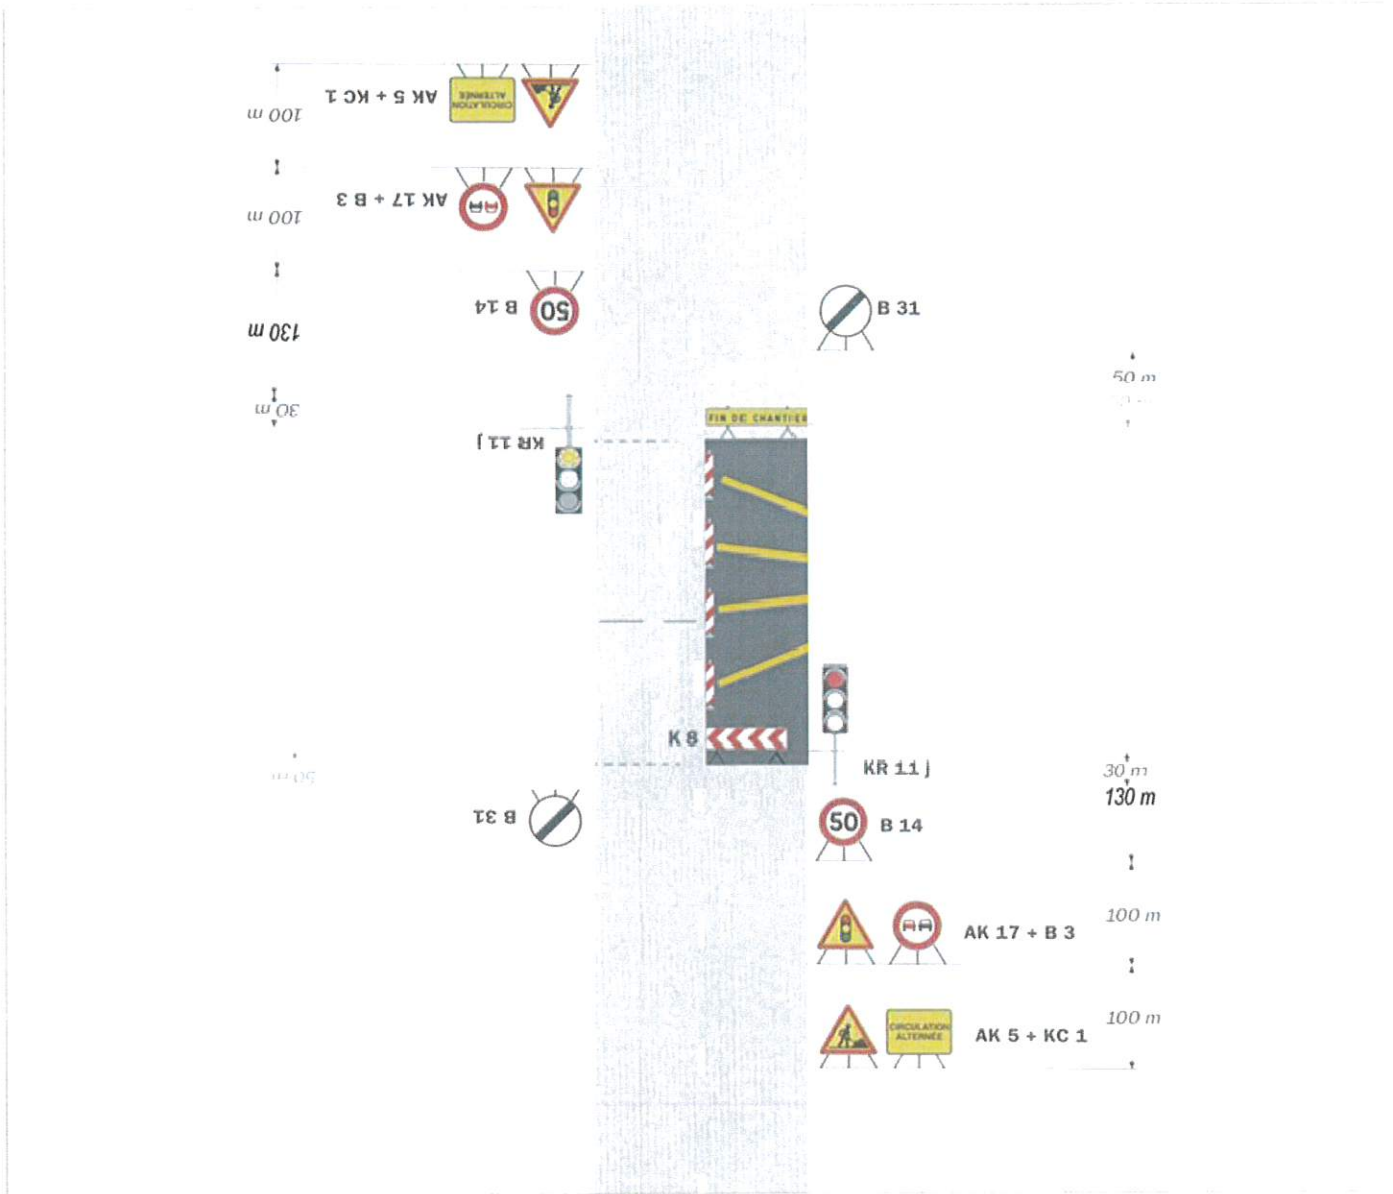 AK 5 + KC 1
CIRCULATION
ALTERNÉE
100 m
AK 17 + B 3
100 m
B 14
50
130 m
B 31
50 m
30 m
KR 11 j
FIN DE CHANTIER
K 8
KR 11 j
30 m
130 m
50 m
B 31
50
B 14
AK 17 + B 3
100 m
CIRCULATION
ALTERNÉE
AK 5 + KC 1
100 m